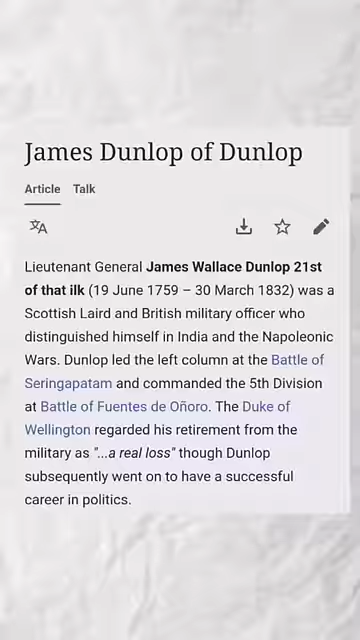 James Dunlop of Dunlop
Article Talk
Lieutenant General James Wallace Dunlop 21st
of that ilk (19 June 1759 – 30 March 1832) was a
Scottish Laird and British military officer who
distinguished himself in India and the Napoleonic
Wars. Dunlop led the left column at the Battle of
Seringapatam and commanded the 5th Division
at Battle of Fuentes de Oñoro. The Duke of
Wellington regarded his retirement from the
military as "...a real loss" though Dunlop
subsequently went on to have a successful
career in politics.